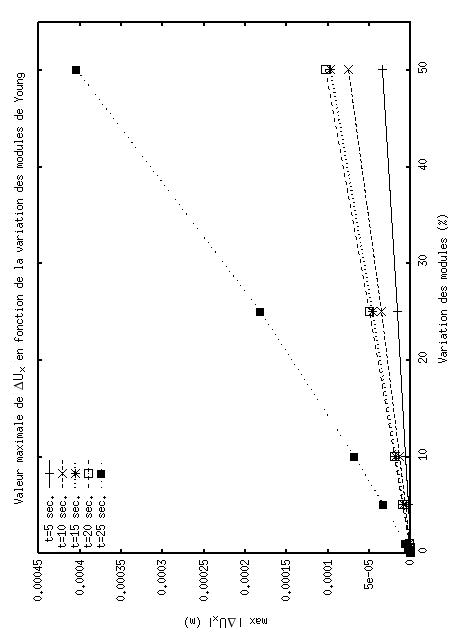 Valeur maximale de ΔUx en fonction de la variation des modules de Young
0.00045
0.0004
0.00035
0.0003
0.00025
0.0002
0.00015
0.0001
5e-05
0
max |ΔUx| (m)
t=5 sec.
t=10 sec.
t=15 sec.
t=20 sec.
t=25 sec.
0
10
20
30
40
50
Variation des modules (%)